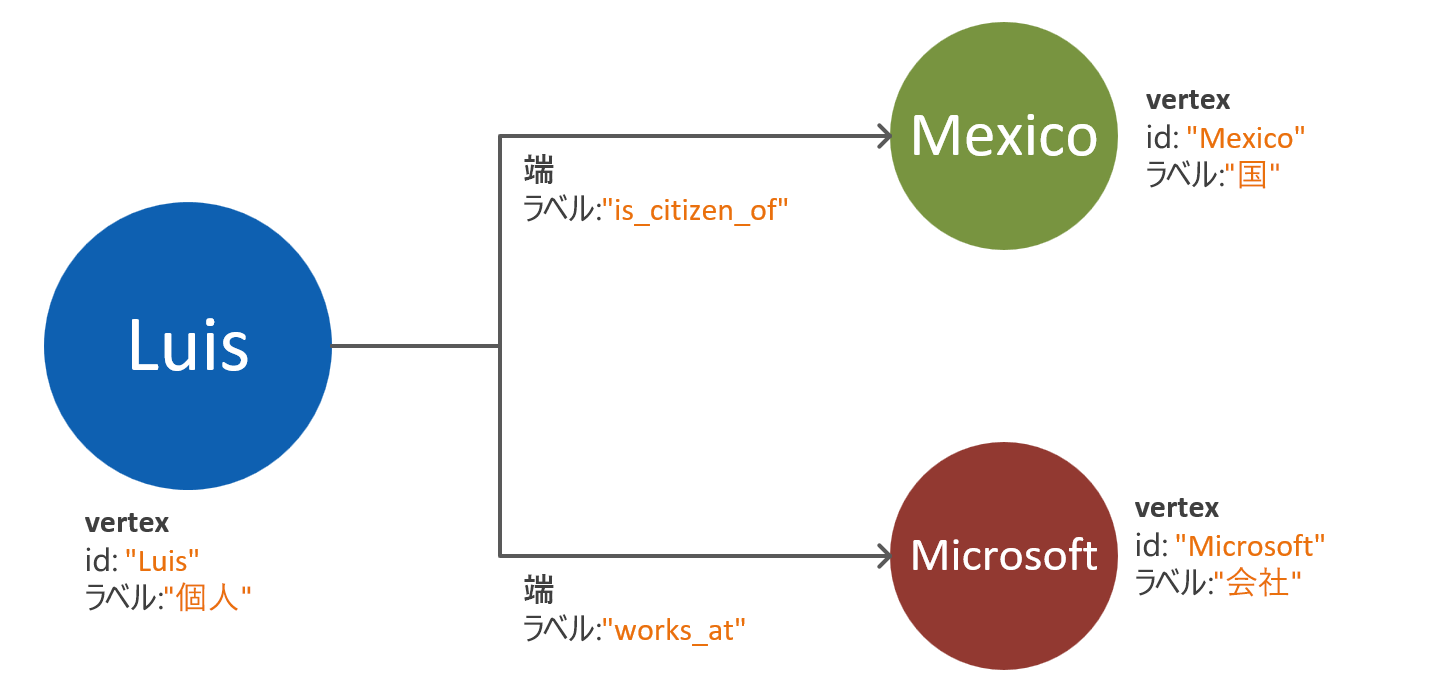 Mexico
vertex
id: "Mexico"
ラベル:"国"
端
ラベル:"is_citizen_of"
Luis
vertex
id: "Luis"
ラベル:"個人"
Microsoft
vertex
id: "Microsoft"
ラベル:"会社"
端
ラベル:"works_at"